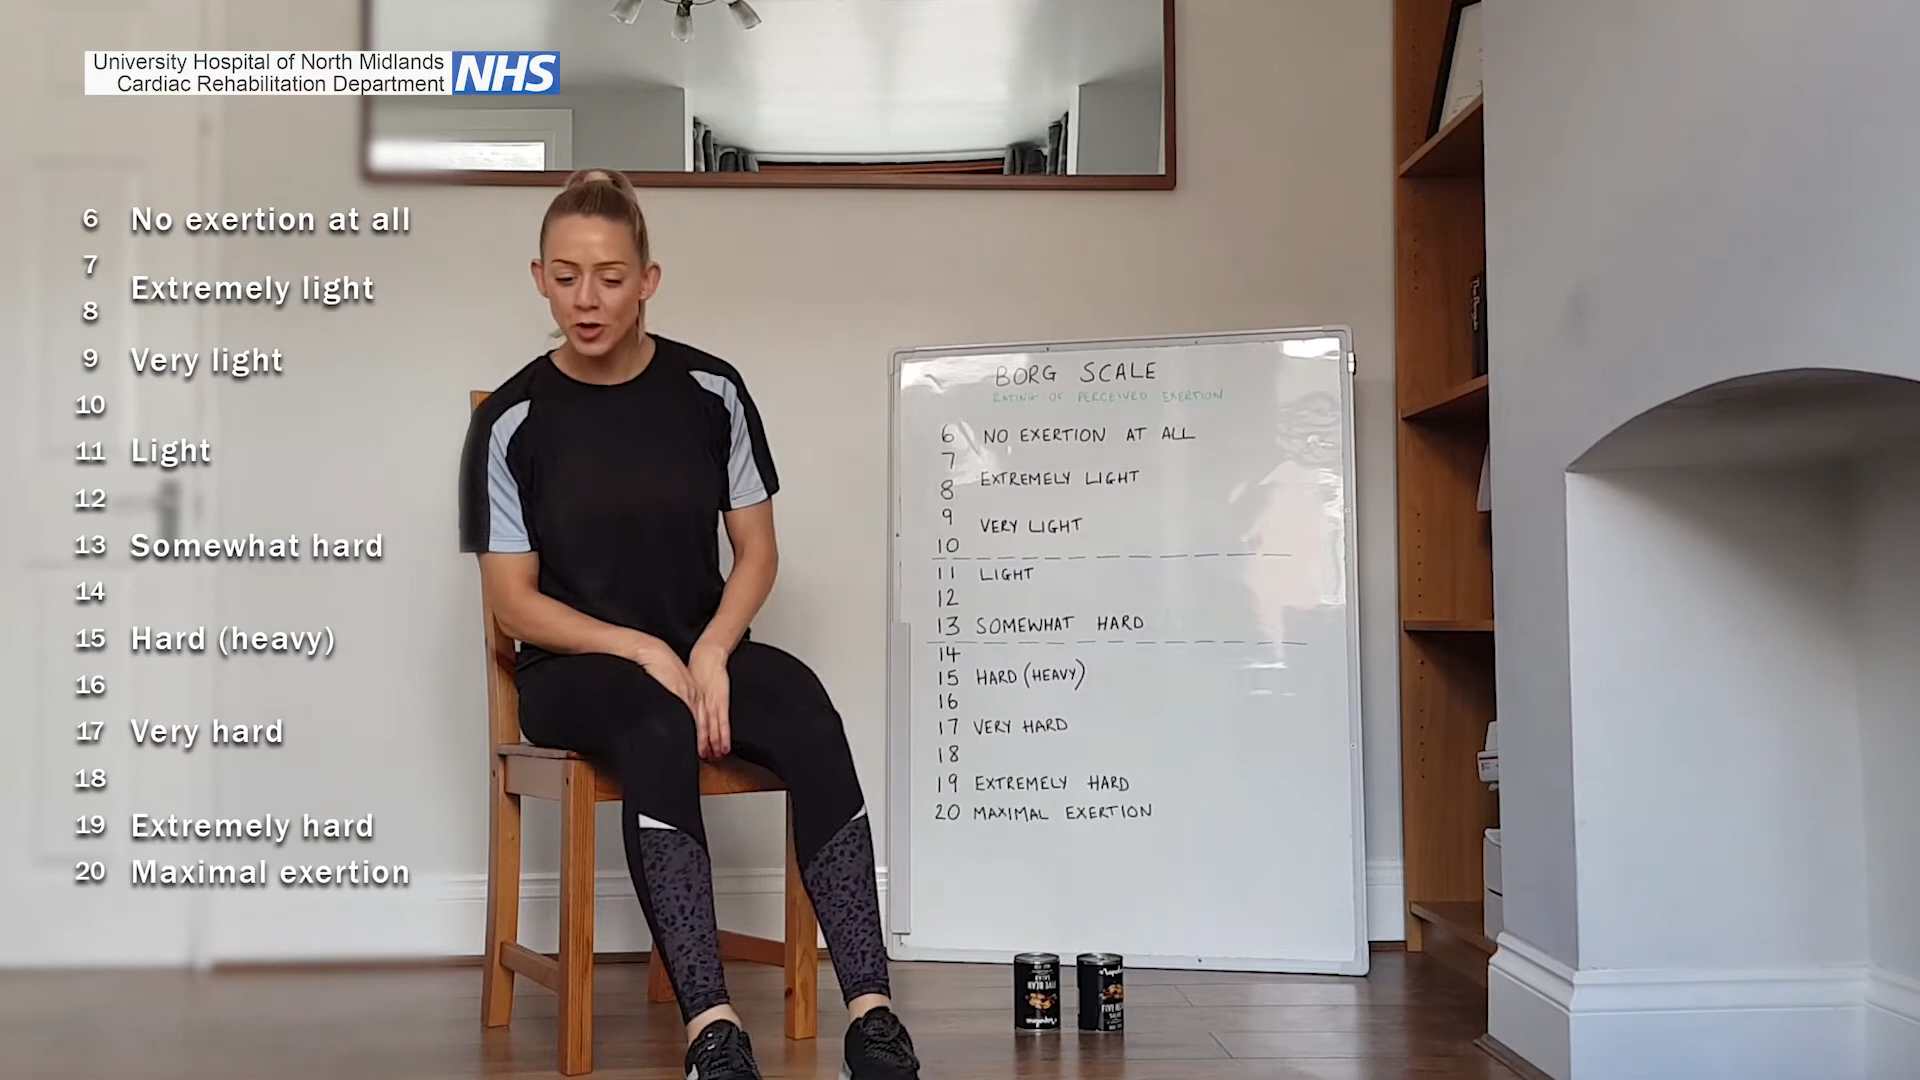 University Hospital of North Midlands
Cardiac Rehabilitation Department
NHS
6 No exertion at all
7
Extremely light
8
9 Very light
10
11 Light
12
13 Somewhat hard
14
15 Hard (heavy)
16
17 Very hard
18
19 Extremely hard
20 Maximal exertion
BORG SCALE
RATING OF PERCEIVED EXERTION
6 NO EXERTION AT ALL
7
EXTREMELY LIGHT
8
9
VERY LIGHT
10
11 LIGHT
12
13 SOMEWHAT HARD
14
15 HARD (HEAVY)
16
17 VERY HARD
18
19 EXTREMELY HARD
20 MAXIMAL EXERTION
FIVE BEAN
SALAD